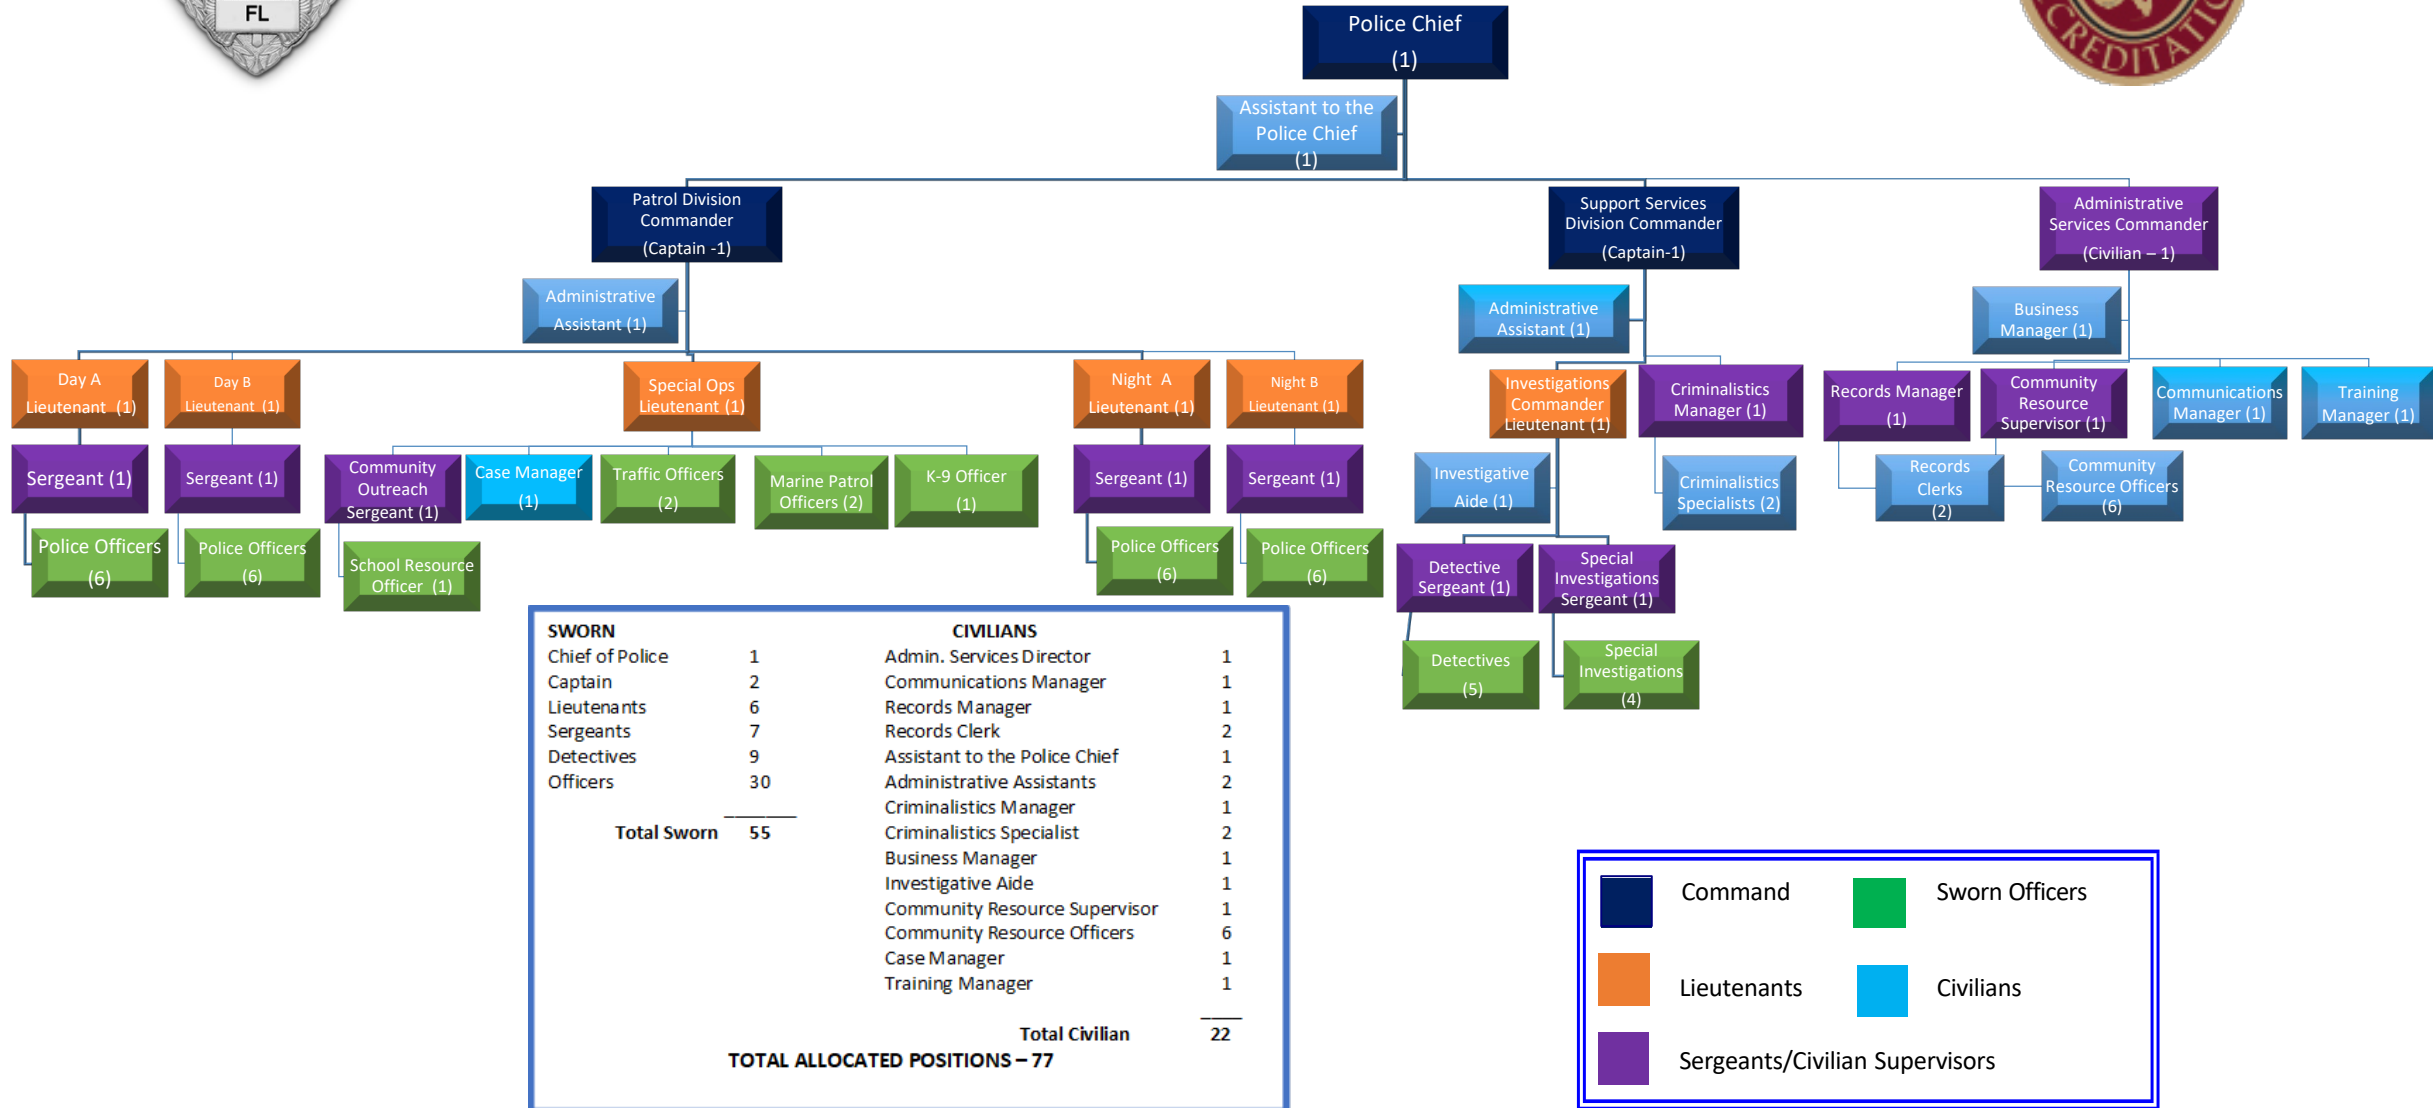 FL
CREDITATI
Police Chief
(1)
Assistant to the
Police Chief
(1)
Patrol Division
Commander
(Captain -1)
Support Services
Division Commander
(Captain-1)
Administrative
Services Commander
(Civilian – 1)
Administrative
Assistant (1)
Administrative
Assistant (1)
Business
Manager (1)
Day A
Lieutenant (1)
Day B
Lieutenant (1)
Special Ops
Lieutenant (1)
Night A
Lieutenant (1)
Night B
Lieutenant (1)
Investigations
Commander
Lieutenant (1)
Criminalistics
Manager (1)
Records Manager
(1)
Community
Resource
Supervisor (1)
Communications
Manager (1)
Training
Manager (1)
Sergeant (1)
Sergeant (1)
Community
Outreach
Sergeant (1)
Case Manager
(1)
Traffic Officers
(2)
Marine Patrol
Officers (2)
K-9 Officer
(1)
Sergeant (1)
Sergeant (1)
Investigative
Aide (1)
Criminalistics
Specialists (2)
Records
Clerks
(2)
Community
Resource Officers
(6)
Police Officers
(6)
Police Officers
(6)
School Resource
Officer (1)
Police Officers
(6)
Police Officers
(6)
Detective
Sergeant (1)
Special
Investigations
Sergeant (1)
Detectives
(5)
Special
Investigations
(4)
SWORN
Chief of Police 1
Captain 2
Lieutenants 6
Sergeants 7
Detectives 9
Officers 30
Total Sworn 55
CIVILIANS
Admin. Services Director 1
Communications Manager 1
Records Manager 1
Records Clerk 2
Assistant to the Police Chief 1
Administrative Assistants 2
Criminalistics Manager 1
Criminalistics Specialist 2
Business Manager 1
Investigative Aide 1
Community Resource Supervisor 1
Community Resource Officers 6
Case Manager 1
Training Manager 1
Total Civilian 22
TOTAL ALLOCATED POSITIONS – 77
Command
Sworn Officers
Lieutenants
Civilians
Sergeants/Civilian Supervisors